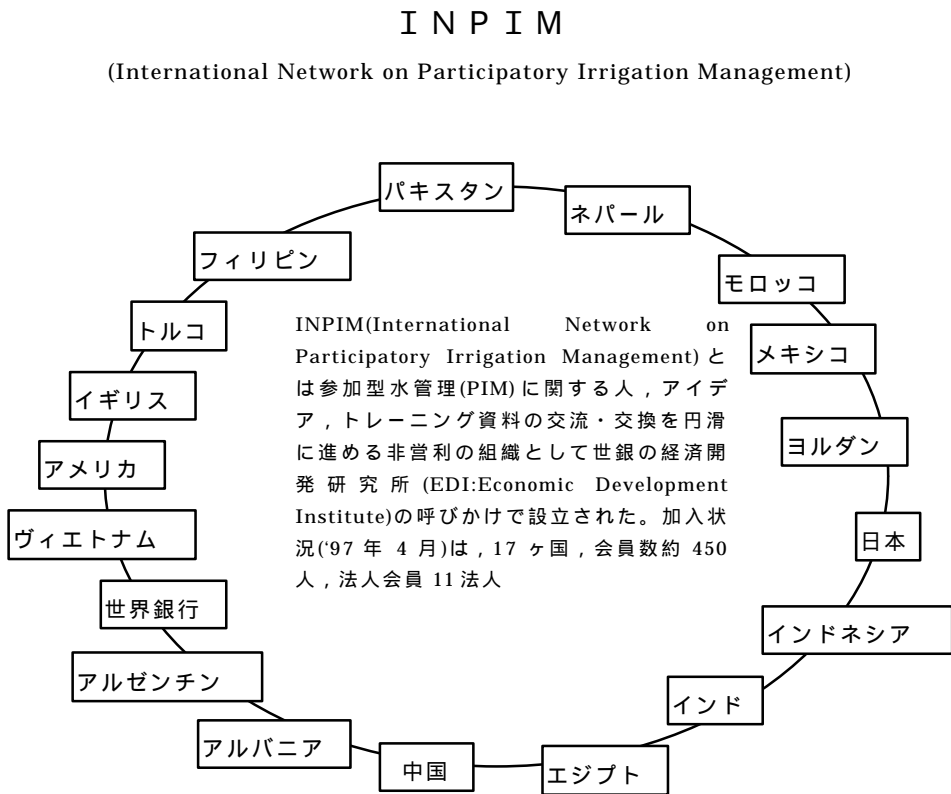 ＩＮＰＩＭ
(International Network on Participatory Irrigation Management)
パキスタン
ネパール
フィリピン
モロッコ
トルコ
メキシコ
イギリス
ヨルダン
アメリカ
ヴィエトナム
日本
世界銀行
インドネシア
アルゼンチン
インド
アルバニア
中国
エジプト
INPIM(International Network on
Participatory Irrigation Management)と
は参加型水管理(PIM)に関する人，アイデ
ア，トレーニング資料の交流・交換を円滑
に進める非営利の組織として世銀の経済開
発研究所(EDI:Economic Development
Institute)の呼びかけで設立された。加入状
況(‘97 年 4 月)は，17 ヶ国，会員数約 450
人，法人会員 11 法人